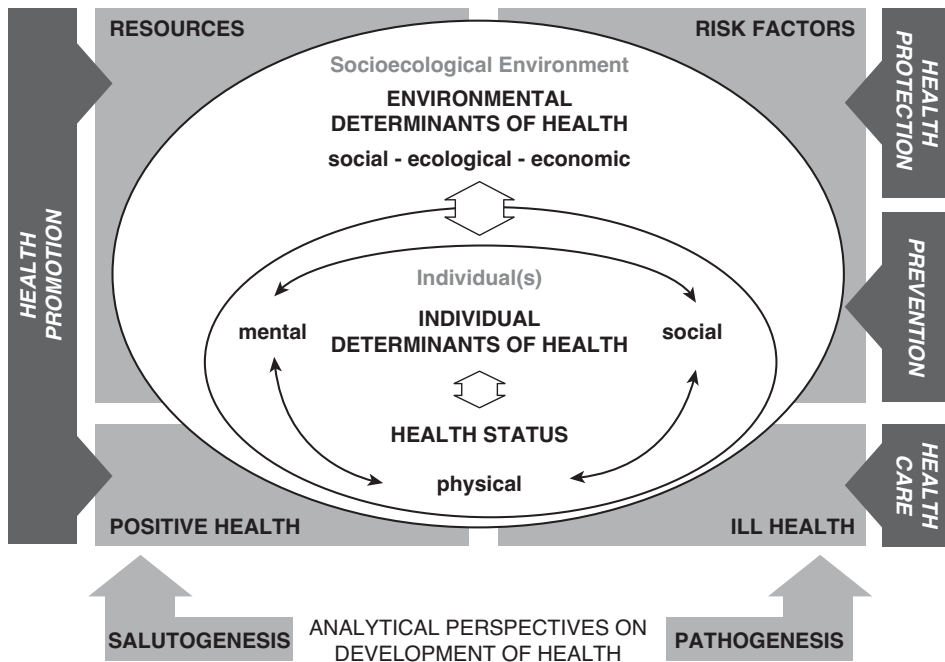 RESOURCES
RISK FACTORS
Socioecological Environment
ENVIRONMENTAL
DETERMINANTS OF HEALTH
social - ecological - economic
HEALTH
PROMOTION
HEALTH
PROTECTION
Individual(s)
mental
INDIVIDUAL
DETERMINANTS OF HEALTH
social
PREVENTION
HEALTH STATUS
physical
HEALTH
CARE
POSITIVE HEALTH
ILL HEALTH
SALUTOGENESIS
ANALYTICAL PERSPECTIVES ON
DEVELOPMENT OF HEALTH
PATHOGENESIS